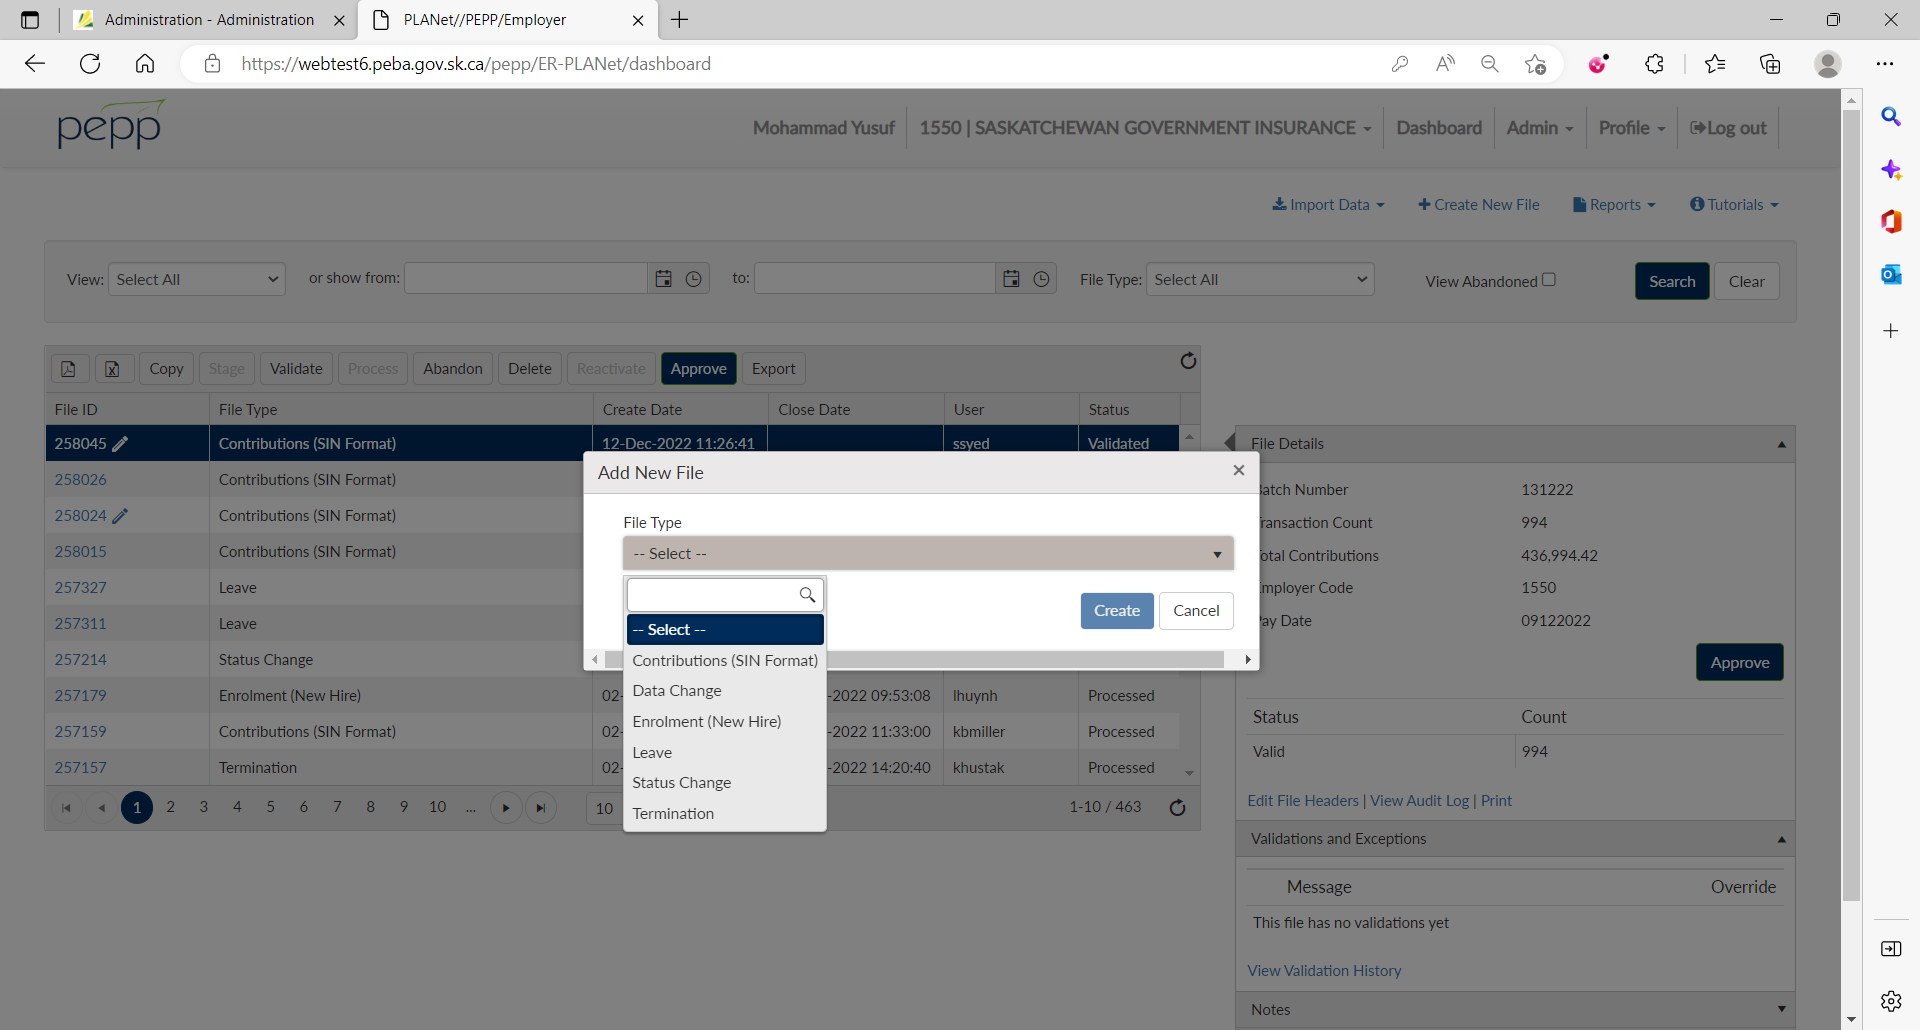 Administration - Administration
PLANet//PEPP/Employer
https://webtest6.peba.gov.sk.ca/pepp/ER-PLANet/dashboard
pepp
Mohammad Yusuf
1550 | SASKATCHEWAN GOVERNMENT INSURANCE
Dashboard
Admin
Profile
Log out
Import Data
Create New File
Reports
Tutorials
View: Select All
or show from:
to:
File Type: Select All
View Abandoned
Search
Clear
Copy
Stage
Validate
Process
Abandon
Delete
Reactivate
Approve
Export
File ID File Type Create Date Close Date User Status
258045 Contributions (SIN Format) 12-Dec-2022 11:26:41 ssyed Validated
258026 Contributions (SIN Format)
258024 Contributions (SIN Format)
258015 Contributions (SIN Format)
257327 Leave
257311 Leave
257214 Status Change
257179 Enrolment (New Hire) 02- -2022 09:53:08 lhuynh Processed
257159 Contributions (SIN Format) 02- -2022 11:33:00 kbmiller Processed
257157 Termination 02- -2022 14:20:40 khustak Processed
1 2 3 4 5 6 7 8 9 10 ...
10
1-10 / 463
Add New File
File Type
-- Select --
-- Select --
Contributions (SIN Format)
Data Change
Enrolment (New Hire)
Leave
Status Change
Termination
Create
Cancel
File Details
atch Number 131222
ransaction Count 994
otal Contributions 436,994.42
mployer Code 1550
ay Date 09122022
Approve
Status Count
Valid 994
Edit File Headers | View Audit Log | Print
Validations and Exceptions
Message Override
This file has no validations yet
View Validation History
Notes